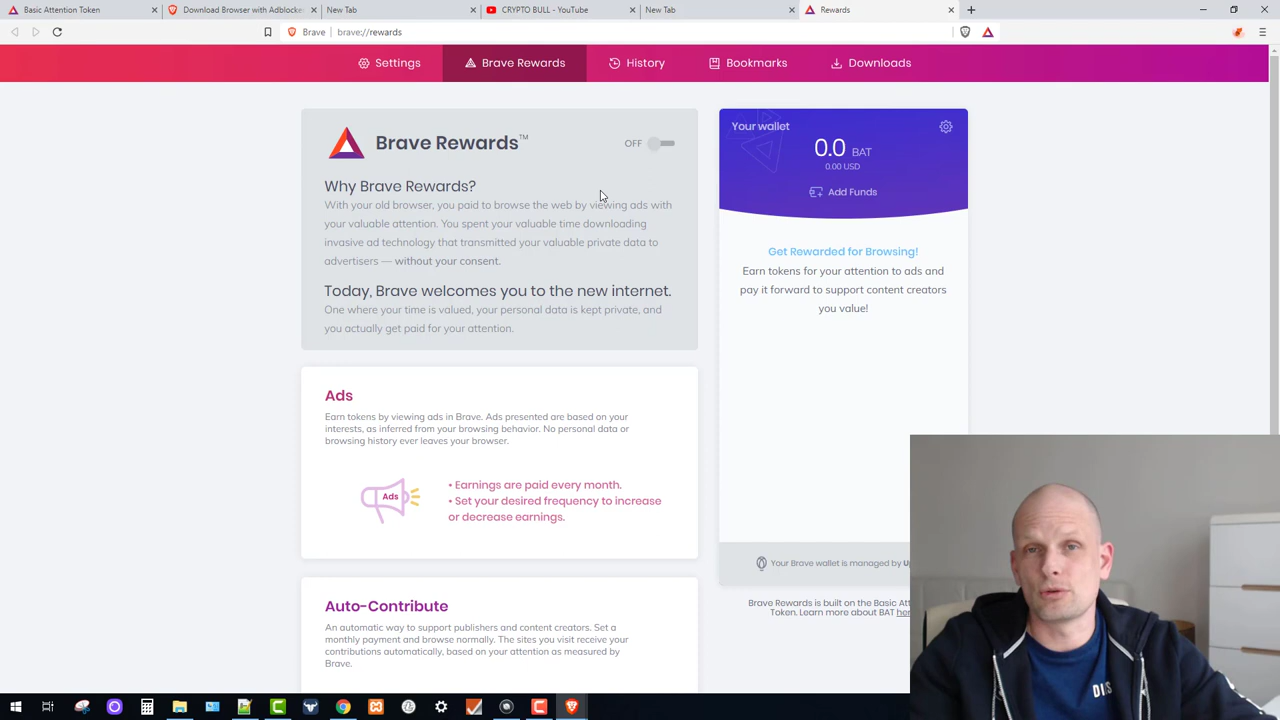 Basic Attention Token
Download Browser with Adblocke
New Tab
CRYPTO BULL - YouTube
New Tab
Rewards
Brave
brave://rewards
Settings
Brave Rewards
History
Bookmarks
Downloads
Brave Rewards™
OFF
Why Brave Rewards?
With your old browser, you paid to browse the web by viewing ads with
your valuable attention. You spent your valuable time downloading
invasive ad technology that transmitted your valuable private data to
advertisers — without your consent.
Today, Brave welcomes you to the new internet.
One where your time is valued, your personal data is kept private, and
you actually get paid for your attention.
Your wallet
0.0 BAT
0.00 USD
Add Funds
Get Rewarded for Browsing!
Earn tokens for your attention to ads and
pay it forward to support content creators
you value!
Ads
Earn tokens by viewing ads in Brave. Ads presented are based on your
interests, as inferred from your browsing behavior. No personal data or
browsing history ever leaves your browser.
Ads
• Earnings are paid every month.
• Set your desired frequency to increase
or decrease earnings.
Your Brave wallet is managed by
Brave Rewards is built on the Basic
Token. Learn more about BAT
Auto-Contribute
An automatic way to support publishers and content creators. Set a
monthly payment and browse normally. The sites you visit receive your
contributions automatically, based on your attention as measured by
Brave.